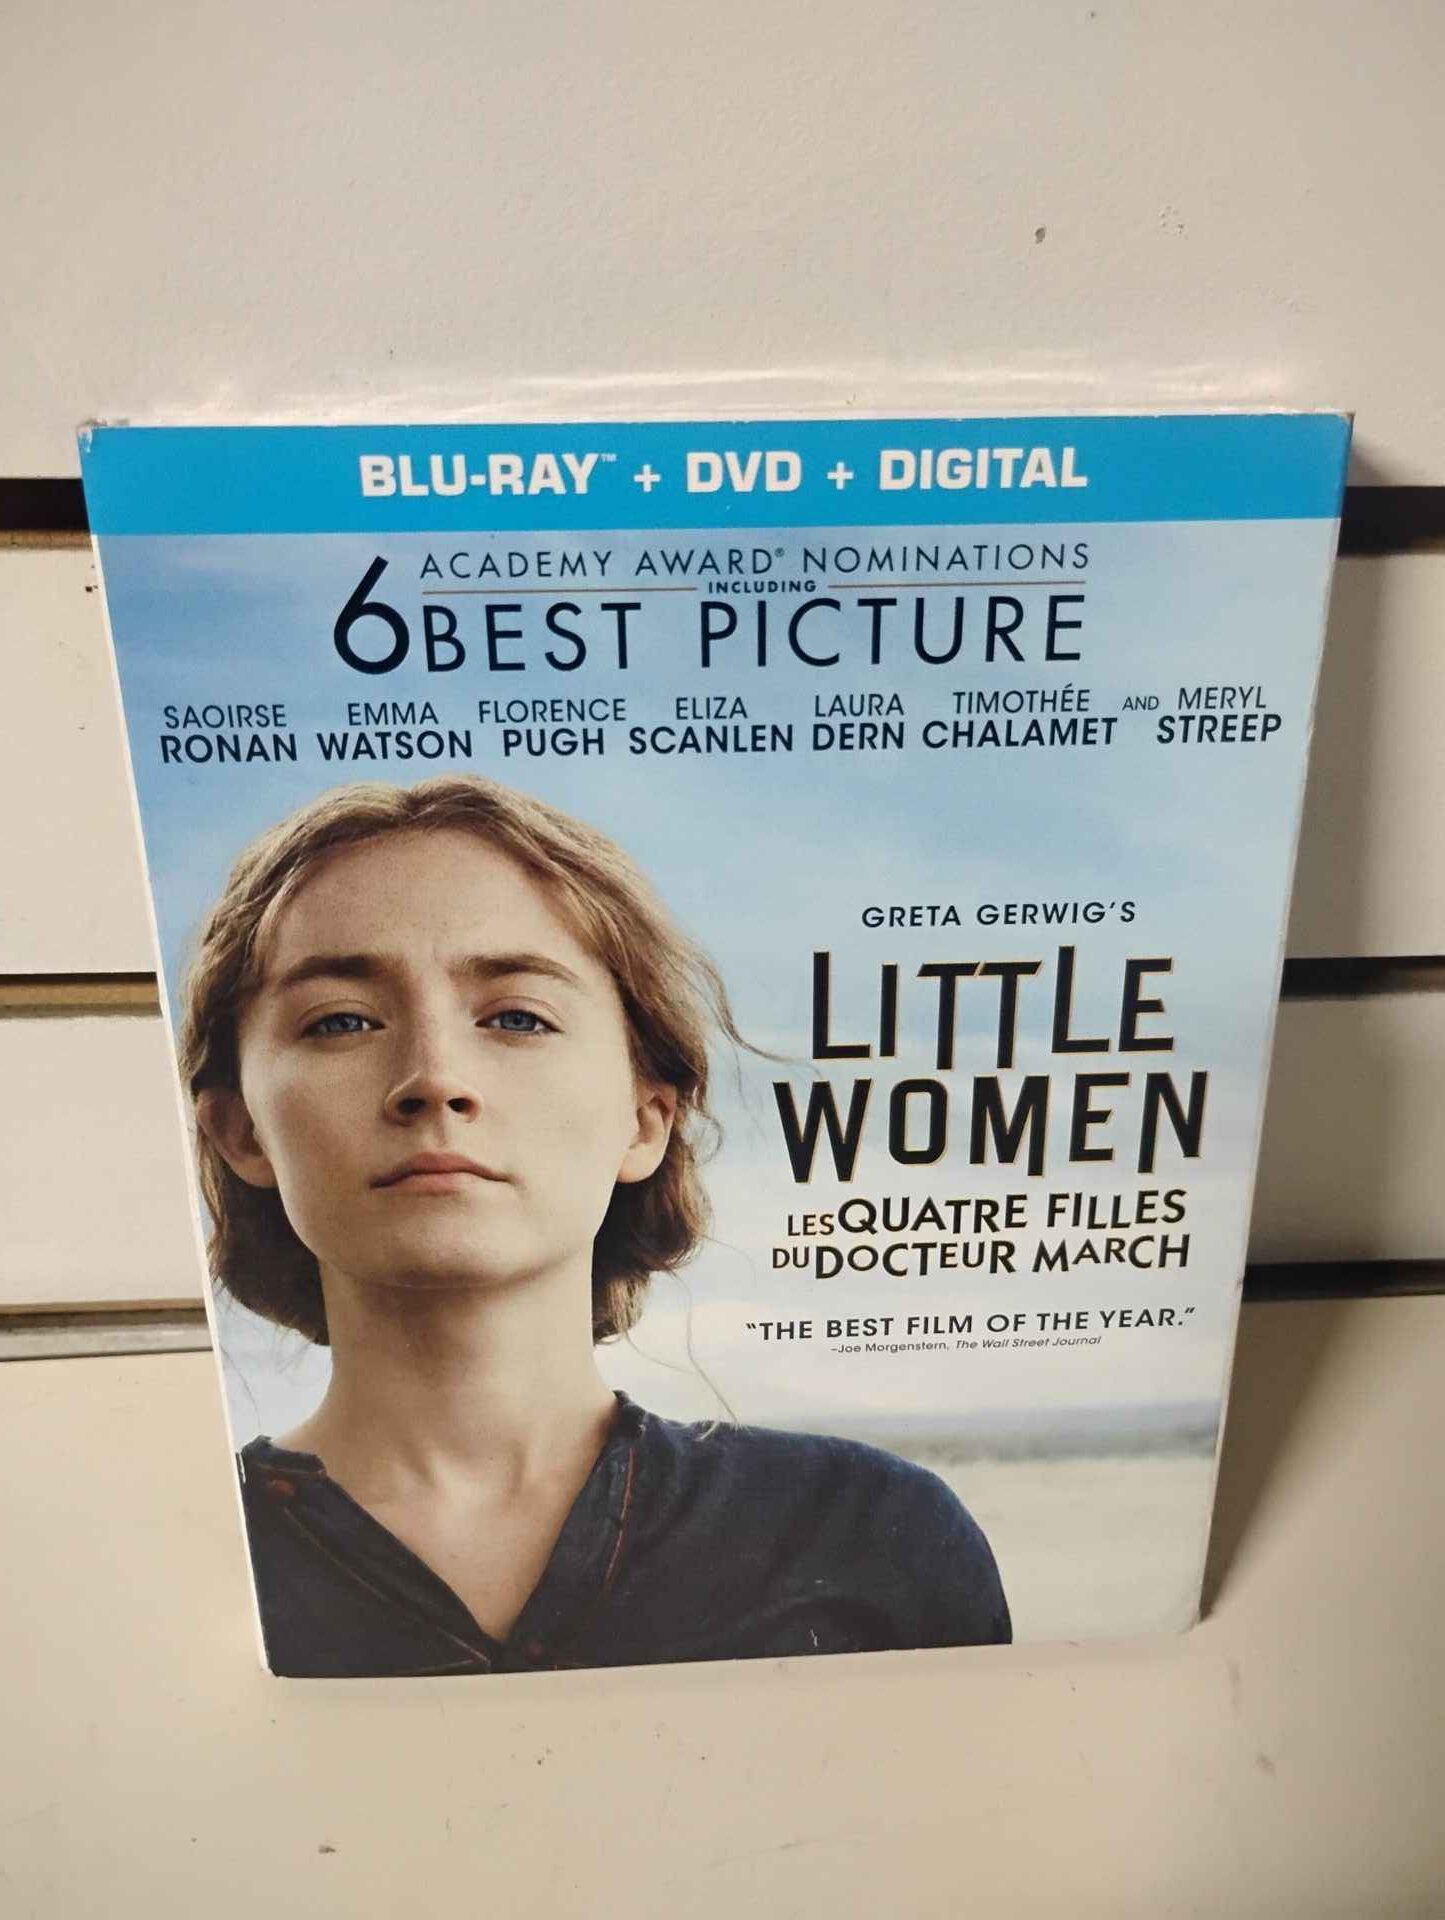 BLU-RAY™ + DVD + DIGITAL
6 ACADEMY AWARD® NOMINATIONS
INCLUDING
BEST PICTURE
SAOIRSE RONAN EMMA WATSON FLORENCE PUGH ELIZA SCANLEN LAURA DERN TIMOTHÉE CHALAMET AND MERYL STREEP
GRETA GERWIG'S
LITTLE
WOMEN
LES QUATRE FILLES
DU DOCTEUR MARCH
"THE BEST FILM OF THE YEAR."
–Joe Morgenstern, The Wall Street Journal